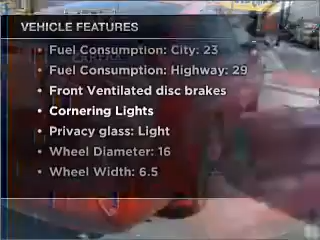 VEHICLE FEATURES
• Fuel Consumption: City: 23
• Fuel Consumption: Highway: 29
• Front Ventilated disc brakes
• Cornering Lights
• Privacy glass: Light
• Wheel Diameter: 16
• Wheel Width: 6.5